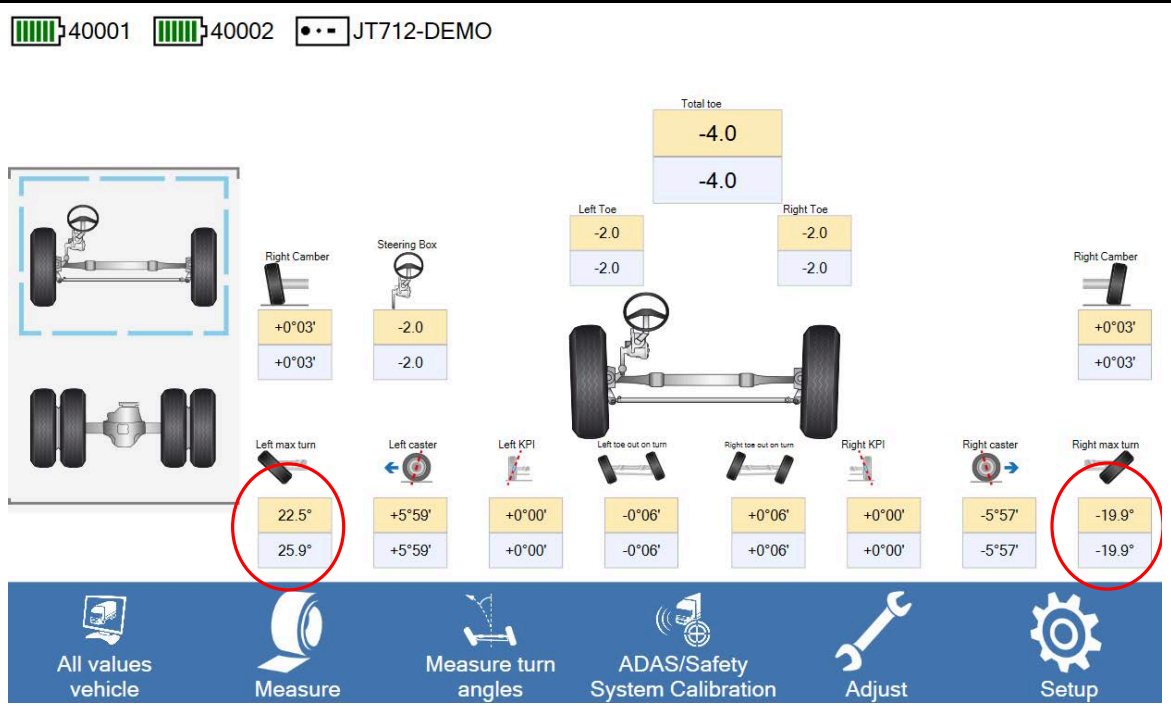 40001 40002 JT712-DEMO
Total toe
-4.0
-4.0
Left Toe Right Toe
-2.0 -2.0
-2.0 -2.0
Right Camber Steering Box Right Camber
+0°03' -2.0 +0°03'
+0°03' -2.0 +0°03'
Left max turn Left caster Left KPI Left toe out on turn Right toe out on turn Right KPI Right caster Right max turn
22.5° +5°59' +0°00' -0°06' +0°06' +0°00' -5°57' -19.9°
25.9° +5°59' +0°00' -0°06' +0°06' +0°00' -5°57' -19.9°
All values Measure turn ADAS/Safety
vehicle Measure angles System Calibration Adjust Setup